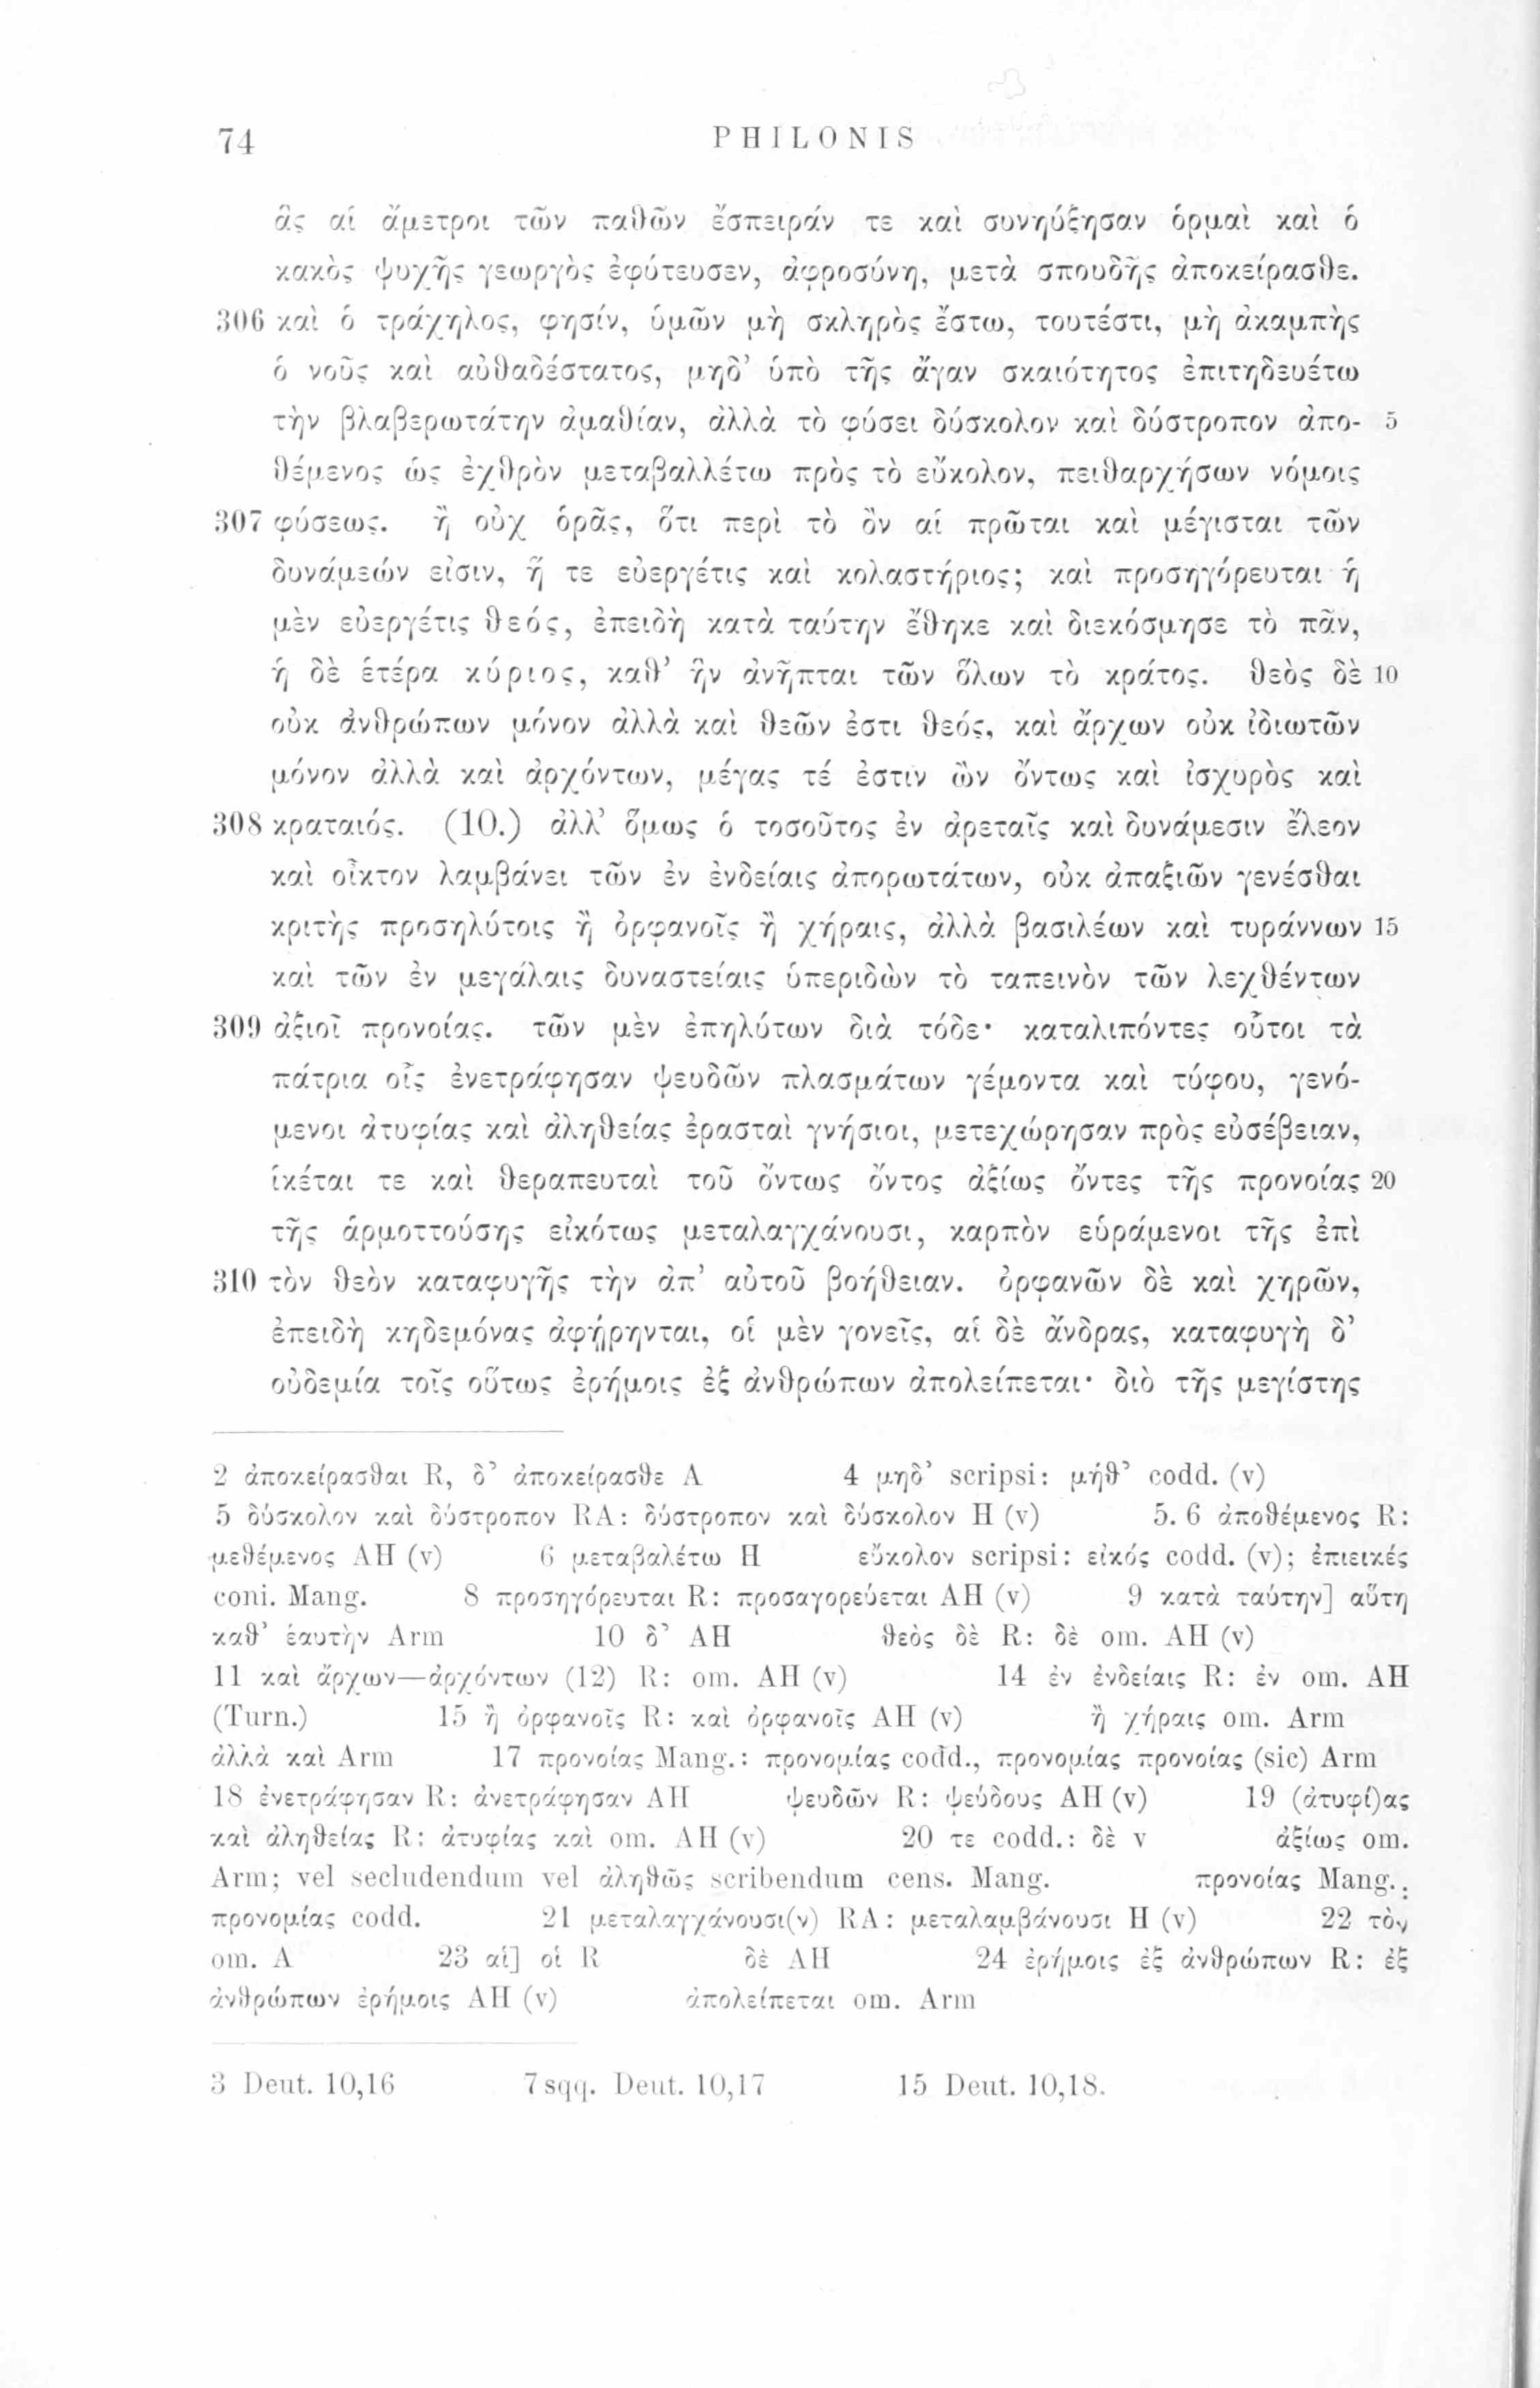 74 PHILONIS
ἃς αἱ ἄμετροι τῶν παθῶν ἔσπειράν τε καὶ συνηύξησαν ὁρμαὶ καὶ ὁ
κακὸς ψυχῆς γεωργὸς ἐφύτευσεν, ἀφροσύνη, μετὰ σπουδῆς ἀποκείρασθε.
306 καὶ ὁ τράχηλος, φησίν, ὑμῶν μὴ σκληρὸς ἔστω, τουτέστι, μὴ ἀκαμπὴς
ὁ νοῦς καὶ αὐθαδέστατος, μηδ’ ὑπὸ τῆς ἄγαν σκαιότητος ἐπιτηδευέτω
τὴν βλαβερωτάτην ἀμαθίαν, ἀλλὰ τὸ φύσει δύσκολον καὶ δύστροπον ἀπο- 5
θέμενος ὡς ἐχθρὸν μεταβαλλέτω πρὸς τὸ εὔκολον, πειθαρχήσων νόμοις
307 φύσεως. ἢ οὐχ ὁρᾷς, ὅτι περὶ τὸ ὂν αἱ πρῶται καὶ μέγισται τῶν
δυνάμεών εἰσιν, ἥ τε εὐεργέτις καὶ κολαστήριος; καὶ προσηγόρευται ἡ
μὲν εὐεργέτις θεός, ἐπειδὴ κατὰ ταύτην ἔθηκε καὶ διεκόσμησε τὸ πᾶν,
ἡ δὲ ἑτέρα κύριος, καθ’ ἣν ἀνῆπται τῶν ὅλων τὸ κράτος. θεὸς δὲ 10
οὐκ ἀνθρώπων μόνον ἀλλὰ καὶ θεῶν ἐστι θεός, καὶ ἄρχων οὐκ ἰδιωτῶν
μόνον ἀλλὰ καὶ ἀρχόντων, μέγας τέ ἐστιν ὢν ὄντως καὶ ἰσχυρὸς καὶ
308 κραταιός. (10.) ἀλλ’ ὅμως ὁ τοσοῦτος ἐν ἀρεταῖς καὶ δυνάμεσιν ἔλεον
καὶ οἶκτον λαμβάνει τῶν ἐν ἐνδείαις ἀπορωτάτων, οὐκ ἀπαξιῶν γενέσθαι
κριτὴς προσηλύτοις ἢ ὀρφανοῖς ἢ χήραις, ἀλλὰ βασιλέων καὶ τυράννων 15
καὶ τῶν ἐν μεγάλαις δυναστείαις ὑπεριδὼν τὸ ταπεινὸν τῶν λεχθέντων
309 ἀξιοῖ προνοίας. τῶν μὲν ἐπηλύτων διὰ τόδε· καταλιπόντες οὗτοι τὰ
πάτρια οἷς ἐνετράφησαν ψευδῶν πλασμάτων γέμοντα καὶ τύφου, γενό-
μενοι ἀτυφίας καὶ ἀληθείας ἐρασταὶ γνήσιοι, μετεχώρησαν πρὸς εὐσέβειαν,
ἱκέται τε καὶ θεραπευταὶ τοῦ ὄντως ὄντος ἀξίως ὄντες τῆς προνοίας 20
τῆς ἁρμοττούσης εἰκότως μεταλαγχάνουσι, καρπὸν εὑράμενοι τῆς ἐπὶ
310 τὸν θεὸν καταφυγῆς τὴν ἀπ’ αὐτοῦ βοήθειαν. ὀρφανῶν δὲ καὶ χηρῶν,
ἐπειδὴ κηδεμόνας ἀφῄρηνται, οἱ μὲν γονεῖς, αἱ δὲ ἄνδρας, καταφυγὴ δ’
οὐδεμία τοῖς οὕτως ἐρήμοις ἐξ ἀνθρώπων ἀπολείπεται· διὸ τῆς μεγίστης
2 ἀποκείρασθαι R, δ’ ἀποκείρασθε A 4 μηδ’ scripsi: μήθ’ codd. (v)
5 δύσκολον καὶ δύστροπον RA: δύστροπον καὶ δύσκολον H (v) 5. 6 ἀποθέμενος R:
μεθέμενος AH (v) 6 μεταβαλέτω H εὔκολον scripsi: εἰκός codd. (v); ἐπιεικές
coni. Mang. 8 προσηγόρευται R: προσαγορεύεται AH (v) 9 κατὰ ταύτην] αὕτη
καθ’ ἑαυτὴν Arm 10 δ’ AH θεὸς δὲ R: δὲ om. AH (v)
11 καὶ ἄρχων—ἀρχόντων (12) R: om. AH (v) 14 ἐν ἐνδείαις R: ἐν om. AH
(Turn.) 15 ἢ ὀρφανοῖς R: καὶ ὀρφανοῖς AH (v) ἢ χήραις om. Arm
ἀλλὰ καὶ Arm 17 προνοίας Mang.: προνομίας codd., προνομίας προνοίας (sic) Arm
18 ἐνετράφησαν R: ἀνετράφησαν AH ψευδῶν R: ψεύδους AH (v) 19 (ἀτυφί)ας
καὶ ἀληθείας R: ἀτυφίας καὶ om. AH (v) 20 τε codd.: δὲ v ἀξίως om.
Arm; vel secludendum vel ἀληθῶς scribendum cens. Mang. προνοίας Mang.:
προνομίας codd. 21 μεταλαγχάνουσι(ν) RA: μεταλαμβάνουσι H (v) 22 τὸν
om. A 23 αἱ] οἱ R δὲ AH 24 ἐρήμοις ἐξ ἀνθρώπων R: ἐξ
ἀνθρώπων ἐρήμοις AH (v) ἀπολείπεται om. Arm
3 Deut. 10,16 7 sqq. Deut. 10,17 15 Deut. 10,18.